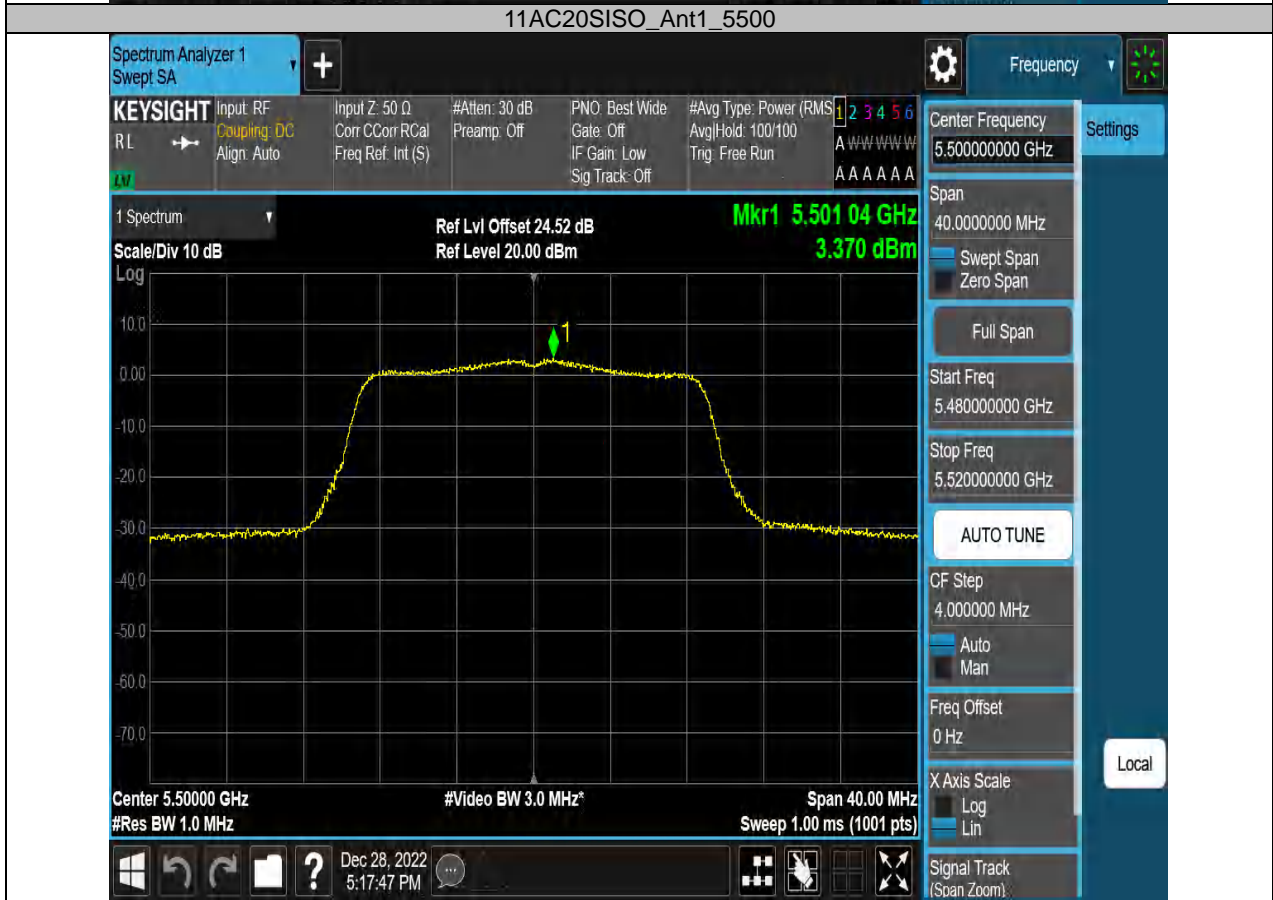 11AC20SISO_Ant1_5500
Spectrum Analyzer 1
Swept SA
+
Frequency
KEYSIGHT
RL
LXI
Input: RF
Coupling: DC
Align: Auto
Input Z: 50 Ω
Corr CCorr RCal
Freq Ref: Int (S)
#Atten: 30 dB
Preamp: Off
PNO: Best Wide
Gate: Off
IF Gain: Low
Sig Track: Off
#Avg Type: Power (RMS
Avg|Hold: 100/100
Trig: Free Run
1 2 3 4 5 6
A W W W W W
A A A A A A
Center Frequency
5.500000000 GHz
Settings
Span
40.0000000 MHz
Swept Span
Zero Span
Full Span
Start Freq
5.480000000 GHz
Stop Freq
5.520000000 GHz
AUTO TUNE
CF Step
4.000000 MHz
Auto
Man
Freq Offset
0 Hz
X Axis Scale
Log
Lin
Signal Track
(Span Zoom)
Local
1 Spectrum
Scale/Div 10 dB
Log
Ref Lvl Offset 24.52 dB
Ref Level 20.00 dBm
Mkr1 5.501 04 GHz
3.370 dBm
1
10.0
0.00
-10.0
-20.0
-30.0
-40.0
-50.0
-60.0
-70.0
Center 5.50000 GHz
#Res BW 1.0 MHz
#Video BW 3.0 MHz*
Span 40.00 MHz
Sweep 1.00 ms (1001 pts)
?
Dec 28, 2022
5:17:47 PM